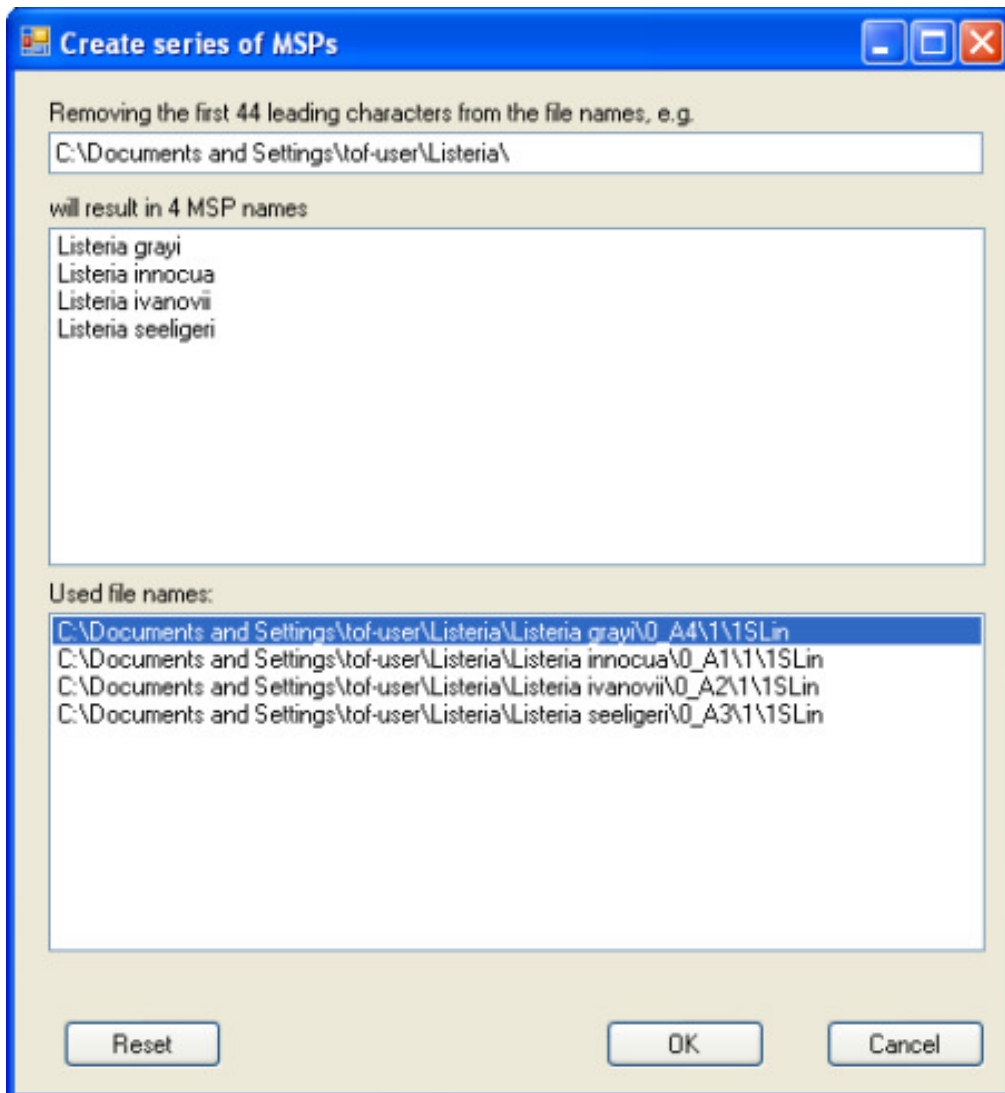 Create series of MSPs
Removing the first 44 leading characters from the file names, e.g.
C:\Documents and Settings\tof-user\Listeria\
will result in 4 MSP names
Listeria grayi
Listeria innocua
Listeria ivanovii
Listeria seeligeri
Used file names:
C:\Documents and Settings\tof-user\Listeria\Listeria grayi\0_A4\1\1SLin
C:\Documents and Settings\tof-user\Listeria\Listeria innocua\0_A1\1\1SLin
C:\Documents and Settings\tof-user\Listeria\Listeria ivanovii\0_A2\1\1SLin
C:\Documents and Settings\tof-user\Listeria\Listeria seeligeri\0_A3\1\1SLin
Reset OK Cancel